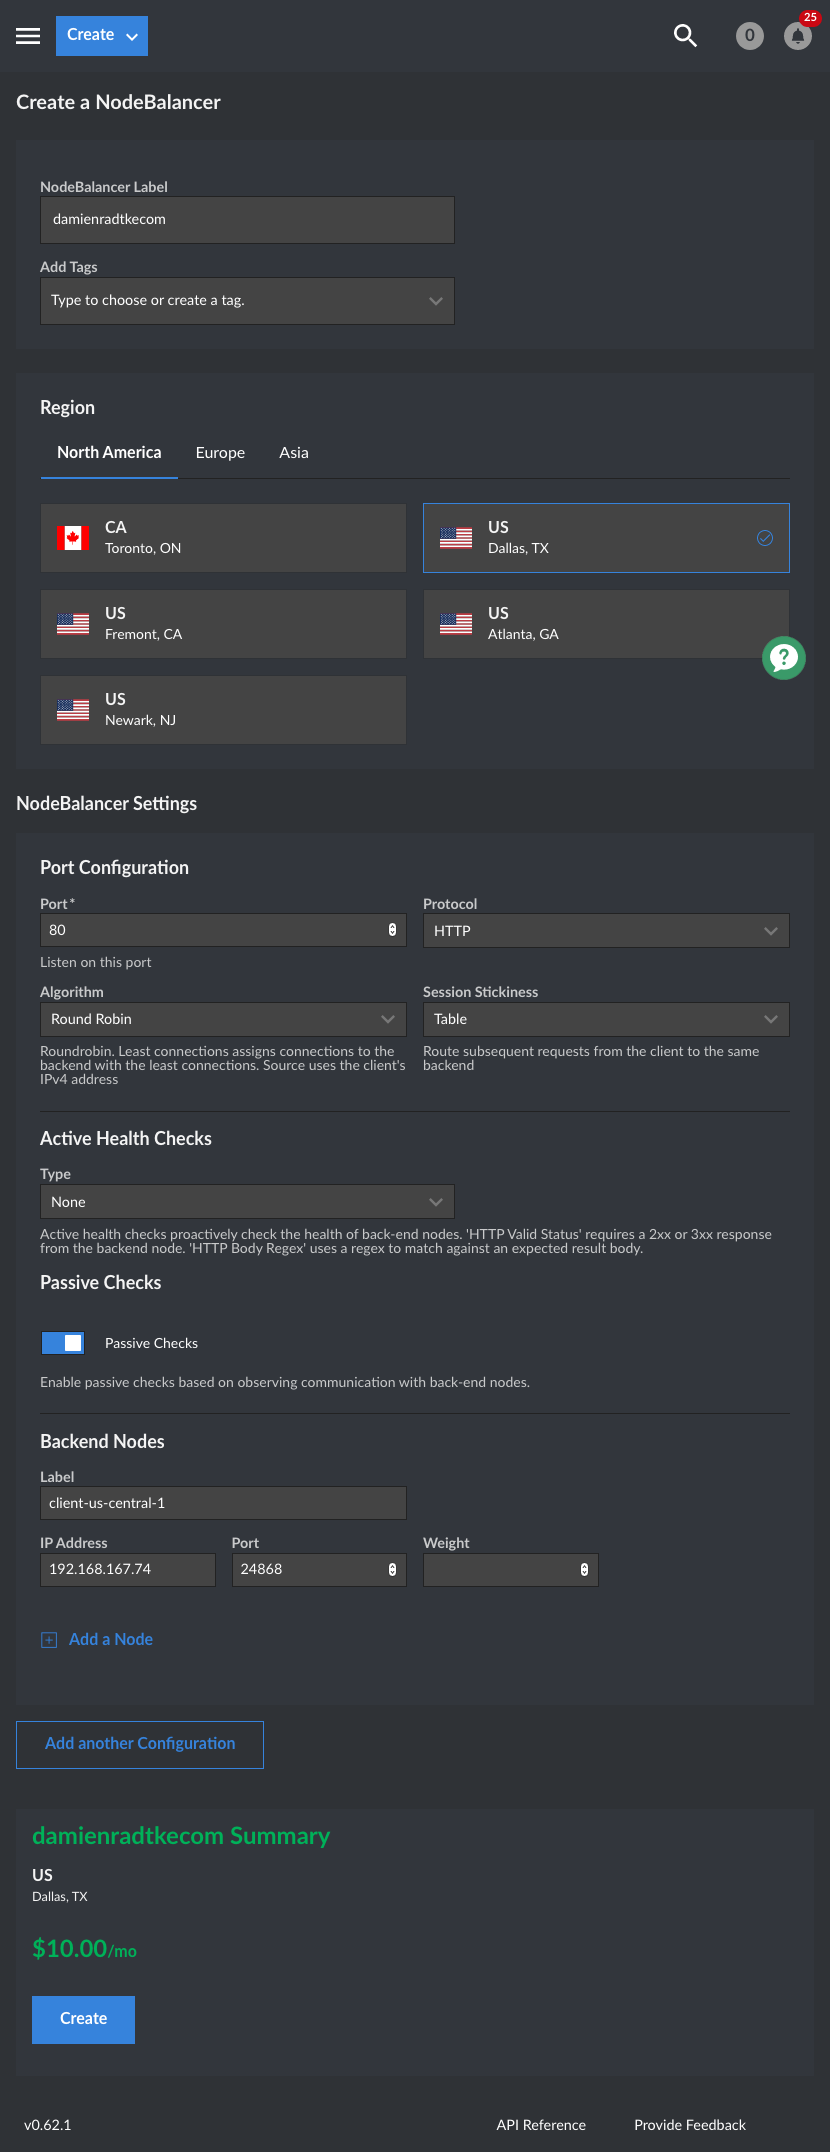 Create
0
25
Create a NodeBalancer
NodeBalancer Label
damienradtkecom
Add Tags
Type to choose or create a tag.
Region
North America Europe Asia
CA
Toronto, ON
US
Dallas, TX
US
Fremont, CA
US
Atlanta, GA
?
US
Newark, NJ
NodeBalancer Settings
Port Configuration
Port*
80
Listen on this port
Protocol
HTTP
Algorithm
Round Robin
Roundrobin. Least connections assigns connections to the
backend with the least connections. Source uses the client's
IPv4 address
Session Stickiness
Table
Route subsequent requests from the client to the same
backend
Active Health Checks
Type
None
Active health checks proactively check the health of back-end nodes. 'HTTP Valid Status' requires a 2xx or 3xx response
from the backend node. 'HTTP Body Regex' uses a regex to match against an expected result body.
Passive Checks
Passive Checks
Enable passive checks based on observing communication with back-end nodes.
Backend Nodes
Label
client-us-central-1
IP Address Port Weight
192.168.167.74 24868
Add a Node
Add another Configuration
damienradtkecom Summary
US
Dallas, TX
$10.00/mo
Create
v0.62.1 API Reference Provide Feedback